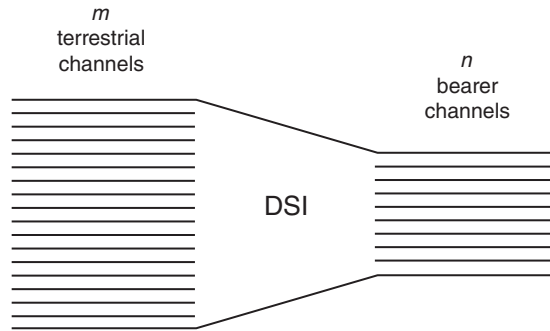 m
terrestrial
channels
n
bearer
channels
DSI